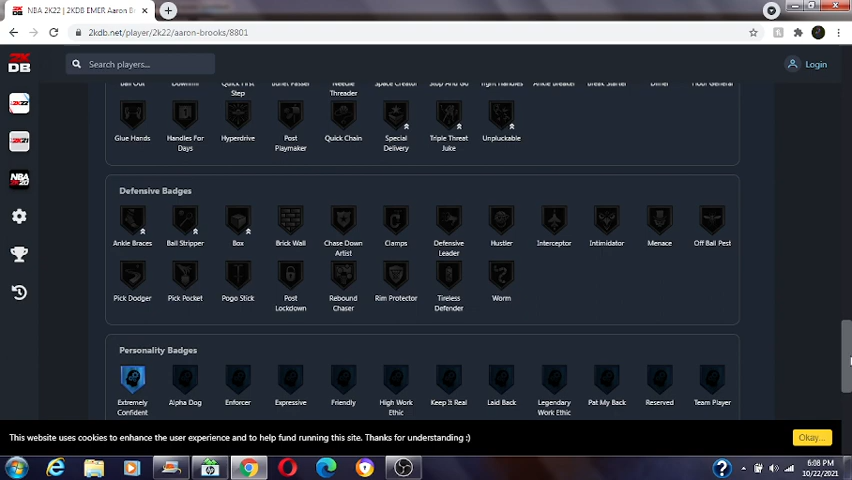 NBA 2K22 | 2KDB EMER Aaron Br
2kdb.net/player/2k22/aaron-brooks/8801
2K DB
Search players...
Login
Bail Out Downhill Quick First Step Bullet Passer Needle Threader Space Creator Stop And Go Tight Handles Ankle Breaker Break Starter Dimer Floor General
Glue Hands Handles For Days Hyperdrive Post Playmaker Quick Chain Special Delivery Triple Threat Juke Unpluckable
Defensive Badges
Ankle Braces Ball Stripper Box Brick Wall Chase Down Artist Clamps Defensive Leader Hustler Interceptor Intimidator Menace Off Ball Pest
Pick Dodger Pick Pocket Pogo Stick Post Lockdown Rebound Chaser Rim Protector Tireless Defender Worm
Personality Badges
Extremely Confident Alpha Dog Enforcer Expressive Friendly High Work Ethic Keep It Real Laid Back Legendary Work Ethic Pat My Back Reserved Team Player
This website uses cookies to enhance the user experience and to help fund running this site. Thanks for understanding :)
Okay...
6:08 PM
10/22/2021